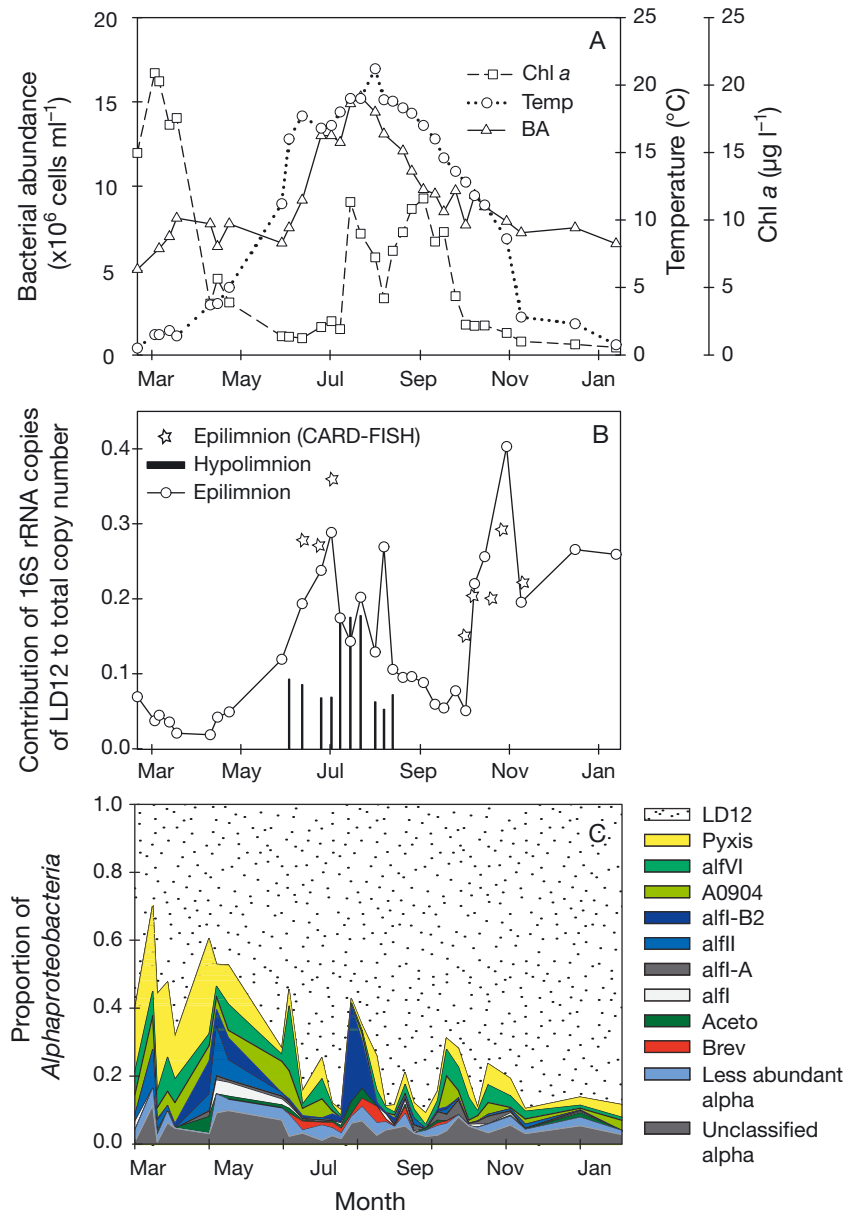 A
Bacterial abundance
(x10⁶ cells ml⁻¹)
20
15
10
5
0
Chl a
Temp
BA
25
20
15
10
5
0
Temperature (°C)
25
20
15
10
5
0
Chl a (µg l⁻¹)
Mar May Jul Sep Nov Jan
B
Contribution of 16S rRNA copies
of LD12 to total copy number
0.4
0.3
0.2
0.1
0.0
Epilimnion (CARD-FISH)
Hypolimnion
Epilimnion
Mar May Jul Sep Nov Jan
C
Proportion of
Alphaproteobacteria
1.0
0.8
0.6
0.4
0.2
0.0
Mar May Jul Sep Nov Jan
Month
LD12
Pyxis
alfVI
A0904
alfI-B2
alfII
alfI-A
alfI
Aceto
Brev
Less abundant
alpha
Unclassified
alpha